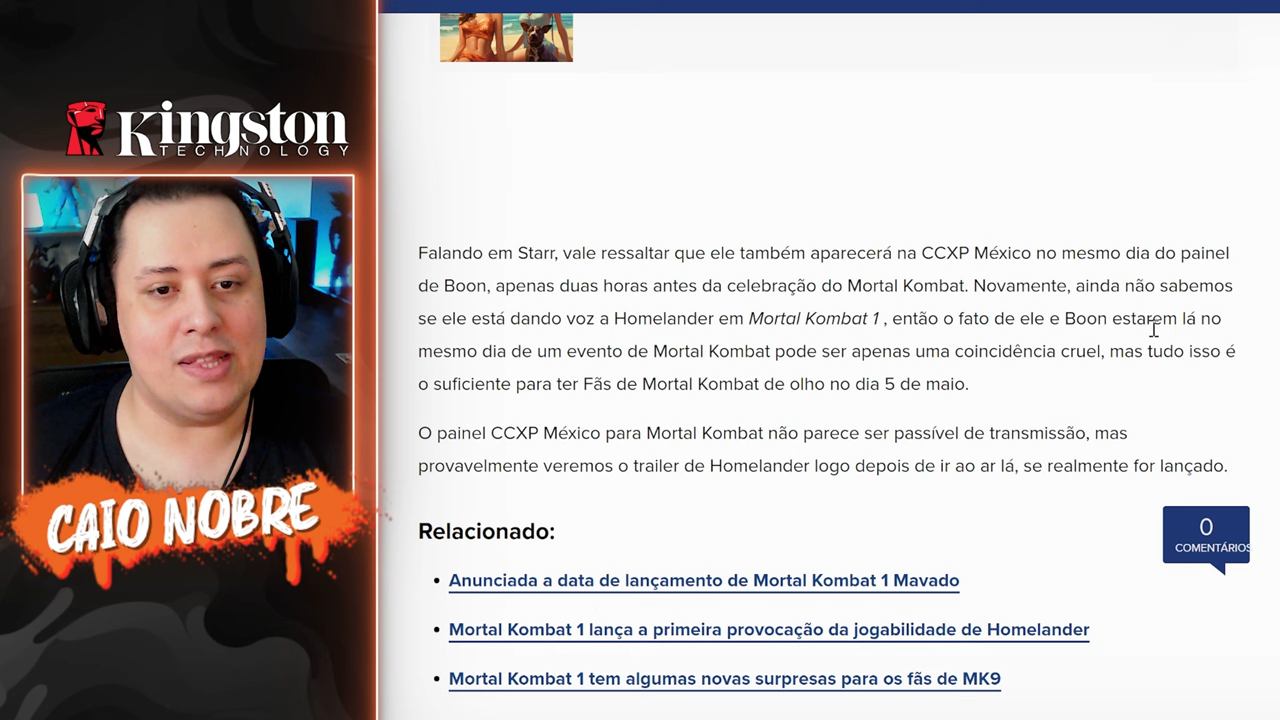 Kingston
TECHNOLOGY
CAIO NOBRE
Falando em Starr, vale ressaltar que ele também aparecerá na CCXP México no mesmo dia do painel
de Boon, apenas duas horas antes da celebração do Mortal Kombat. Novamente, ainda não sabemos
se ele está dando voz a Homelander em Mortal Kombat 1 , então o fato de ele e Boon estarem lá no
mesmo dia de um evento de Mortal Kombat pode ser apenas uma coincidência cruel, mas tudo isso é
o suficiente para ter Fãs de Mortal Kombat de olho no dia 5 de maio.
O painel CCXP México para Mortal Kombat não parece ser passível de transmissão, mas
provavelmente veremos o trailer de Homelander logo depois de ir ao ar lá, se realmente for lançado.
Relacionado:
• Anunciada a data de lançamento de Mortal Kombat 1 Mavado
• Mortal Kombat 1 lança a primeira provocação da jogabilidade de Homelander
• Mortal Kombat 1 tem algumas novas surpresas para os fãs de MK9
0
COMENTÁRIOS